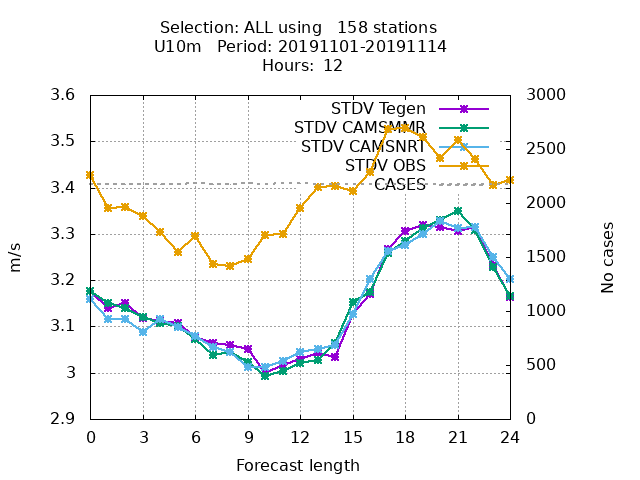 Selection: ALL using   158 stations
U10m   Period: 20191101-20191114
Hours:  12
3.6
3.5
3.4
3.3
3.2
3.1
3
2.9
m/s
3000
2500
2000
1500
1000
500
0
No cases
STDV Tegen
STDV CAMSMMR
STDV CAMSNRT
STDV OBS
CASES
0 3 6 9 12 15 18 21 24
Forecast length